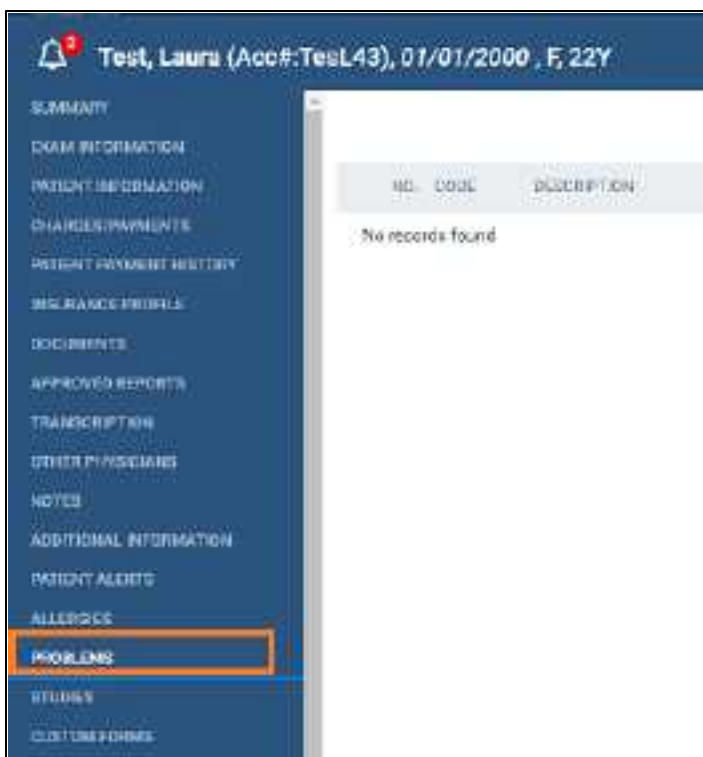 2
Test, Laura (Acc#:TesL43), 01/01/2000 , F, 22Y
SUMMARY
EXAM INFORMATION
PATIENT INFORMATION
NO. CODE DESCRIPTION
CHARGES/PAYMENTS
No records found
PATIENT PAYMENT HISTORY
INSURANCE PROFILE
DOCUMENTS
APPROVED REPORTS
TRANSCRIPTION
OTHER PHYSICIANS
NOTES
ADDITIONAL INFORMATION
PATIENT ALERTS
ALLERGIES
PROBLEMS
STUDIES
CUSTOM FORMS